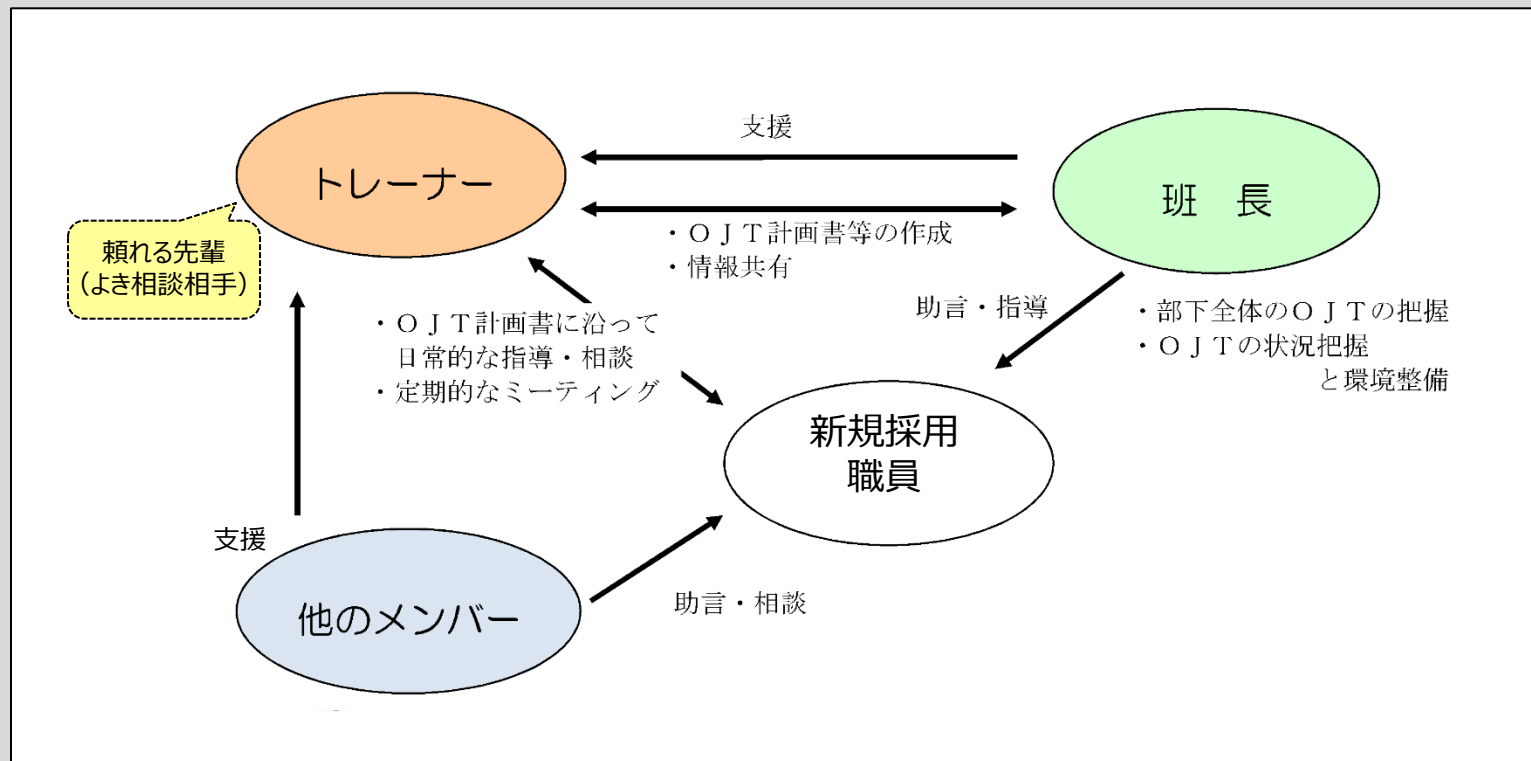 支援
トレーナー
班　長
頼れる先輩
（よき相談相手）
・ＯＪＴ計画書等の作成
・情報共有
助言・指導
・部下全体のＯＪＴの把握
・ＯＪＴの状況把握
と環境整備
・ＯＪＴ計画書に沿って
日常的な指導・相談
・定期的なミーティング
新規採用
職員
支援
他のメンバー
助言・相談